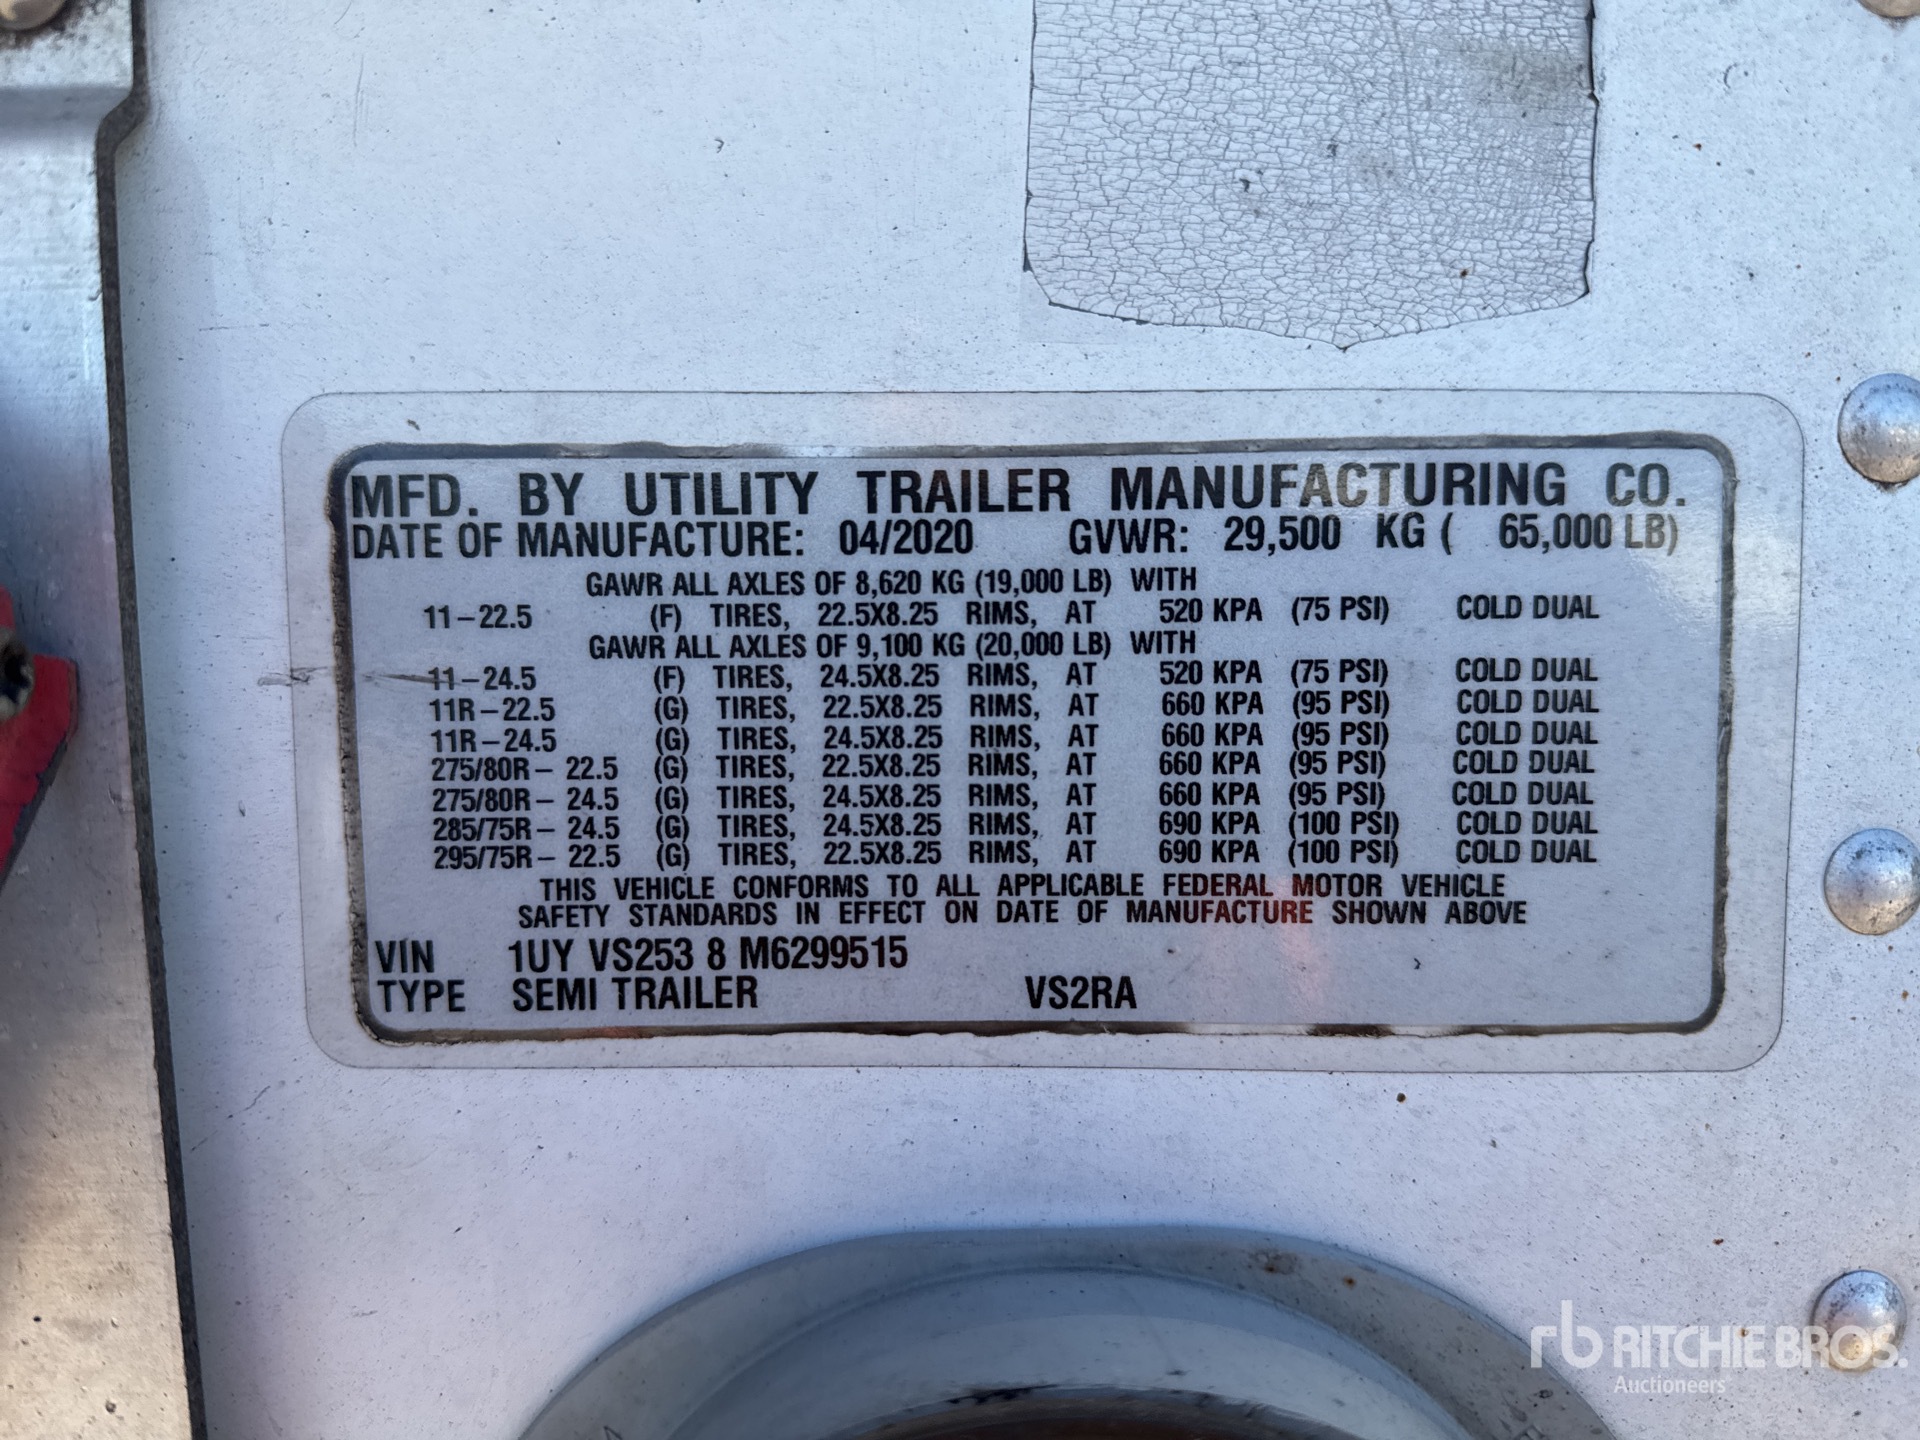 MFD. BY UTILITY TRAILER MANUFACTURING CO.
DATE OF MANUFACTURE: 04/2020 GVWR: 29,500 KG ( 65,000 LB)
GAWR ALL AXLES OF 8,620 KG (19,000 LB) WITH
11-22.5 (F) TIRES, 22.5X8.25 RIMS, AT 520 KPA (75 PSI) COLD DUAL
GAWR ALL AXLES OF 9,100 KG (20,000 LB) WITH
11-24.5 (F) TIRES, 24.5X8.25 RIMS, AT 520 KPA (75 PSI) COLD DUAL
11R-22.5 (G) TIRES, 22.5X8.25 RIMS, AT 660 KPA (95 PSI) COLD DUAL
11R-24.5 (G) TIRES, 24.5X8.25 RIMS, AT 660 KPA (95 PSI) COLD DUAL
275/80R- 22.5 (G) TIRES, 22.5X8.25 RIMS, AT 660 KPA (95 PSI) COLD DUAL
275/80R- 24.5 (G) TIRES, 24.5X8.25 RIMS, AT 660 KPA (95 PSI) COLD DUAL
285/75R- 24.5 (G) TIRES, 24.5X8.25 RIMS, AT 690 KPA (100 PSI) COLD DUAL
295/75R- 22.5 (G) TIRES, 22.5X8.25 RIMS, AT 690 KPA (100 PSI) COLD DUAL
THIS VEHICLE CONFORMS TO ALL APPLICABLE FEDERAL MOTOR VEHICLE
SAFETY STANDARDS IN EFFECT ON DATE OF MANUFACTURE SHOWN ABOVE
VIN 1UY VS253 8 M6299515
TYPE SEMI TRAILER VS2RA
rb RITCHIE BROS.
Auctioneers